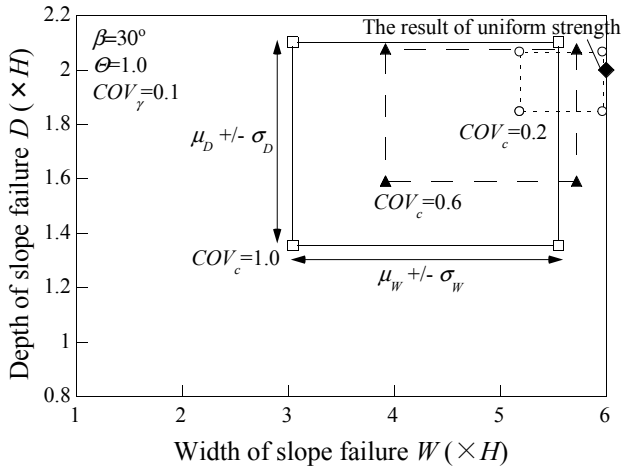 The result of uniform strength
β=30°
Θ=1.0
COVγ=0.1
μD +/- σD
COVc=0.2
COVc=0.6
COVc=1.0
μW +/- σW
Depth of slope failure D (×H)
2.2
2
1.8
1.6
1.4
1.2
1
0.8
1 2 3 4 5 6
Width of slope failure W (×H)